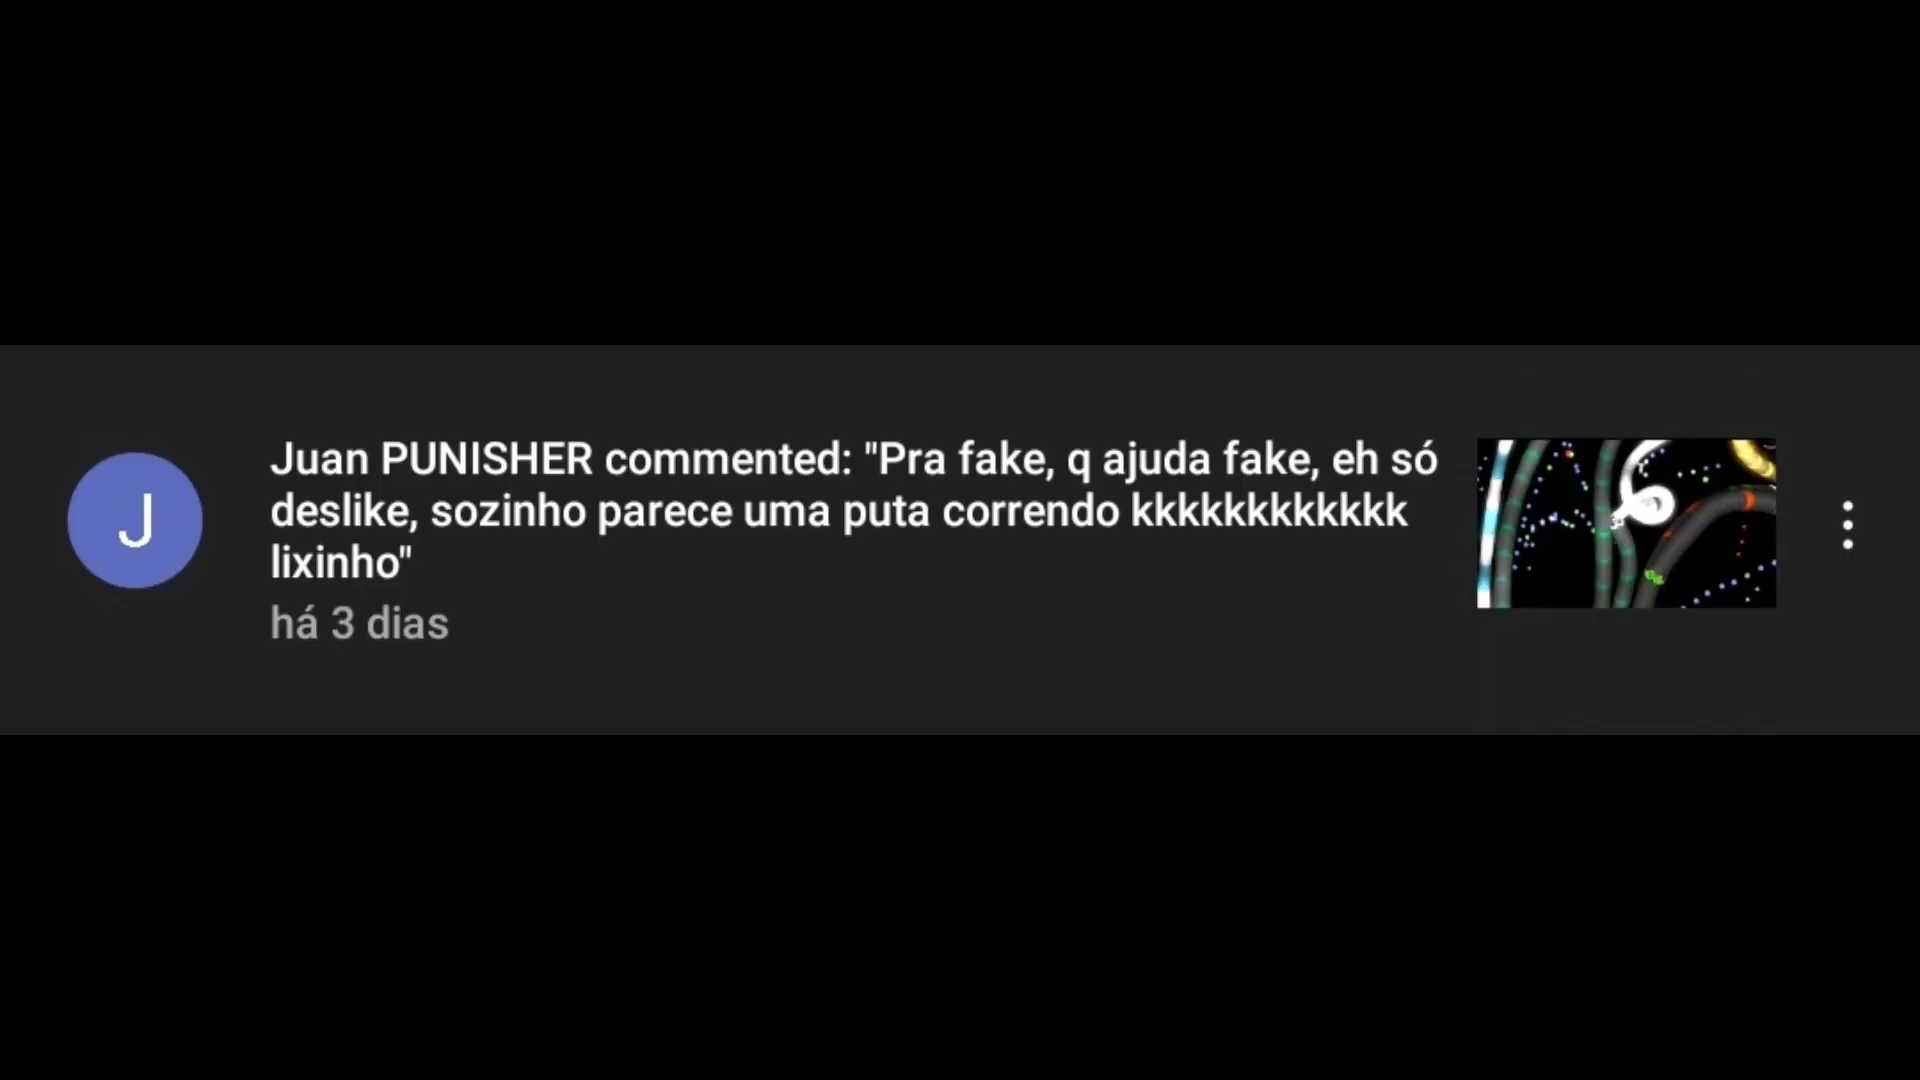 J
Juan PUNISHER commented: "Pra fake, q ajuda fake, eh só
deslike, sozinho parece uma puta correndo kkkkkkkkkkkk
lixinho"
há 3 dias